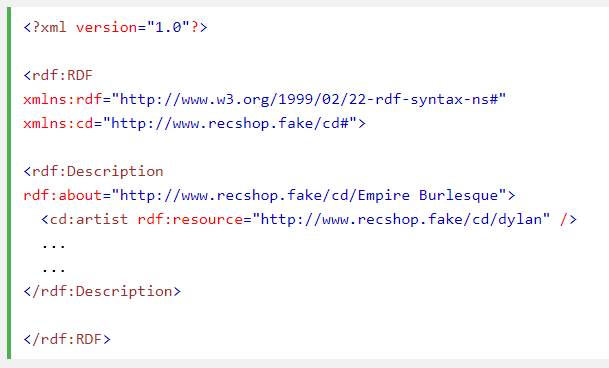 <?xml version="1.0"?>
<rdf:RDF
xmlns:rdf="http://www.w3.org/1999/02/22-rdf-syntax-ns#"
xmlns:cd="http://www.recshop.fake/cd#">
<rdf:Description
rdf:about="http://www.recshop.fake/cd/Empire Burlesque">
  <cd:artist rdf:resource="http://www.recshop.fake/cd/dylan" />
  ...
  ...
</rdf:Description>
</rdf:RDF>